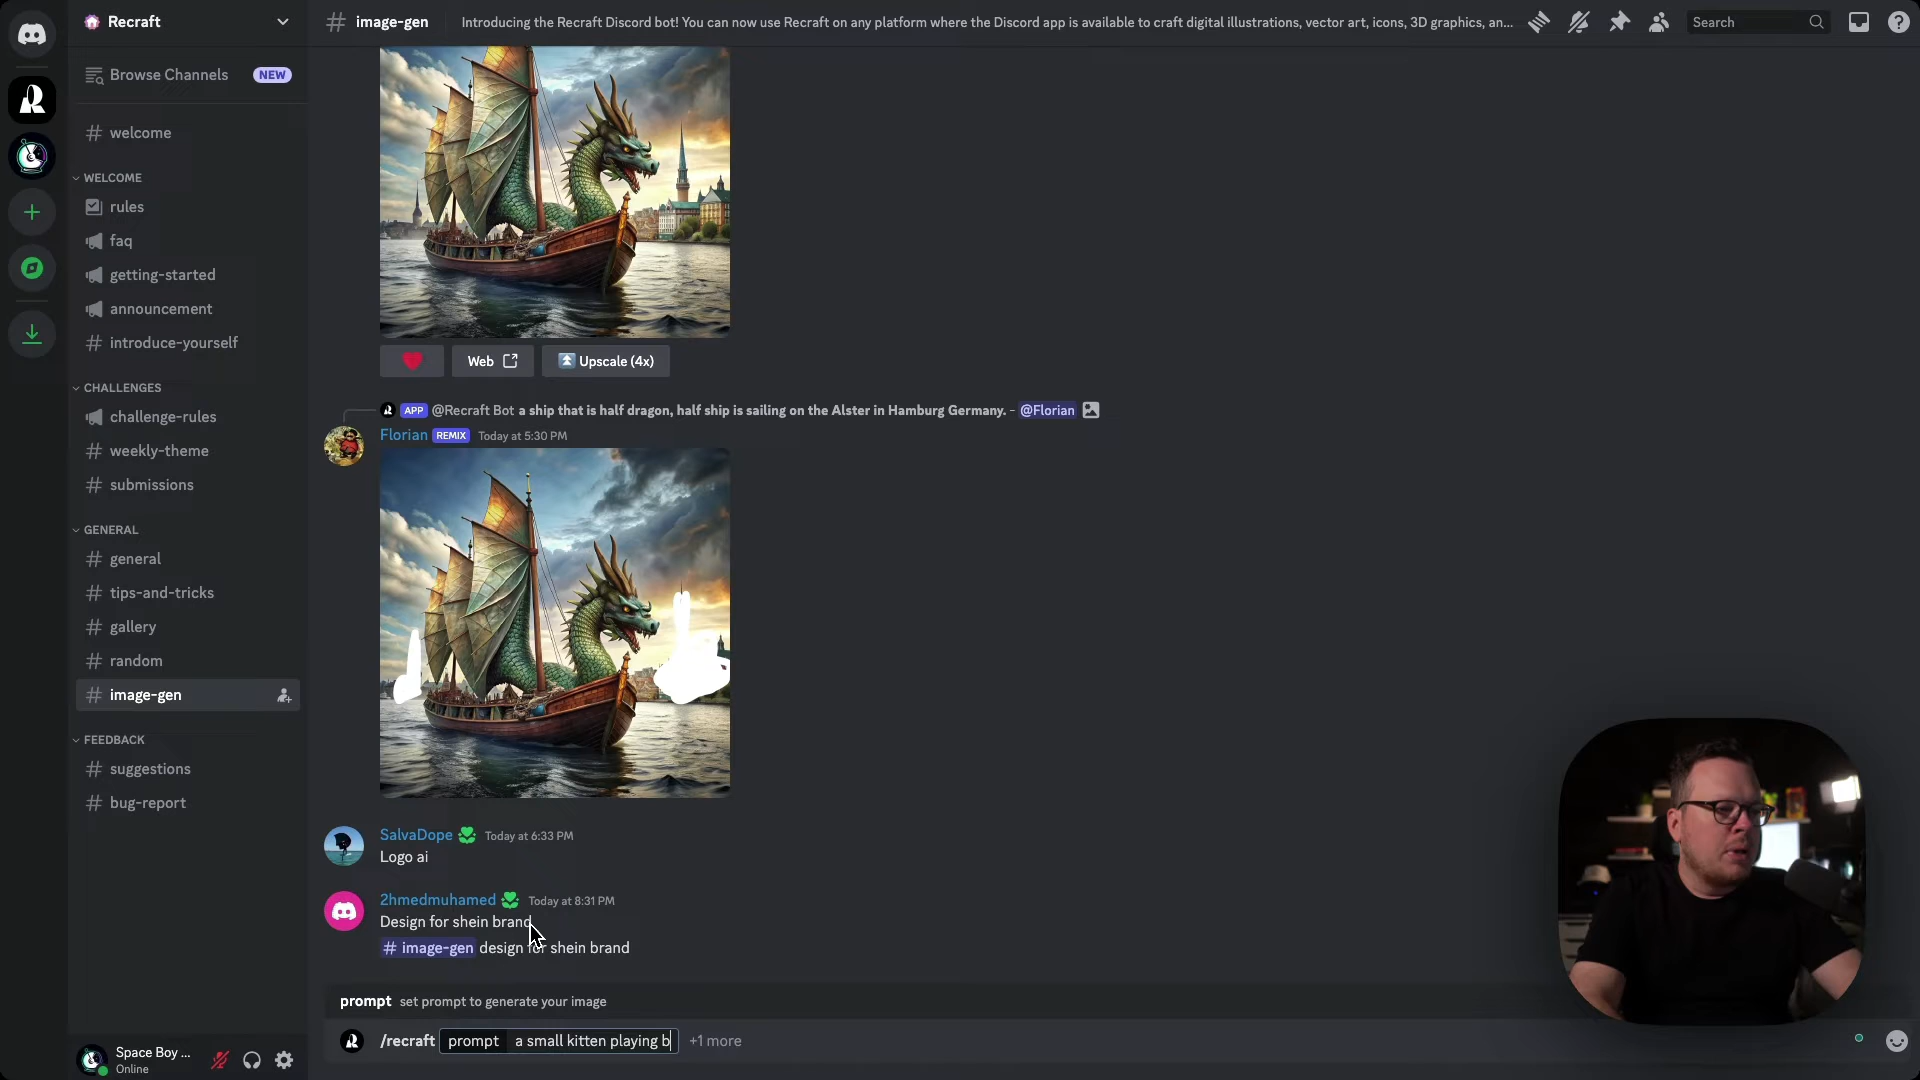 Recraft
# image-gen
Introducing the Recraft Discord bot! You can now use Recraft on any platform where the Discord app is available to craft digital illustrations, vector art, icons, 3D graphics, an...
Search
Browse Channels NEW
# welcome
WELCOME
rules
faq
getting-started
announcement
# introduce-yourself
CHALLENGES
challenge-rules
# weekly-theme
# submissions
GENERAL
# general
# tips-and-tricks
# gallery
# random
# image-gen
FEEDBACK
# suggestions
# bug-report
Space Boy ...
Online
Web
Upscale (4x)
APP @Recraft Bot a ship that is half dragon, half ship is sailing on the Alster in Hamburg Germany. - @Florian
Florian REMIX Today at 5:30 PM
SalvaDope Today at 6:33 PM
Logo ai
2hmedmuhamed Today at 8:31 PM
Design for shein brand
# image-gen design for shein brand
prompt set prompt to generate your image
/recraft prompt a small kitten playing b +1 more